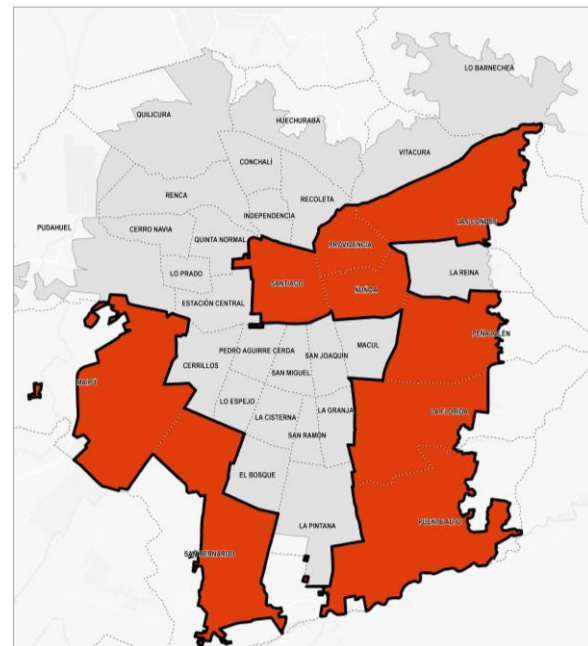 LO BARNECHEA
QUILICURA
HUECHURABA
VITACURA
CONCHALÍ
RENCA
RECOLETA
INDEPENDENCIA
LAS CONDES
PUDAHUEL
CERRO NAVIA
QUINTA NORMAL
PROVIDENCIA
LO PRADO
LA REINA
SANTIAGO
ÑUÑOA
ESTACIÓN CENTRAL
PEÑALOLÉN
MACUL
PEDRO AGUIRRE CERDA
SAN JOAQUÍN
CERRILLOS
SAN MIGUEL
MAIPÚ
LO ESPEJO
LA GRANJA
LA FLORIDA
LA CISTERNA
SAN RAMÓN
EL BOSQUE
PUENTE ALTO
LA PINTANA
SAN BERNARDO